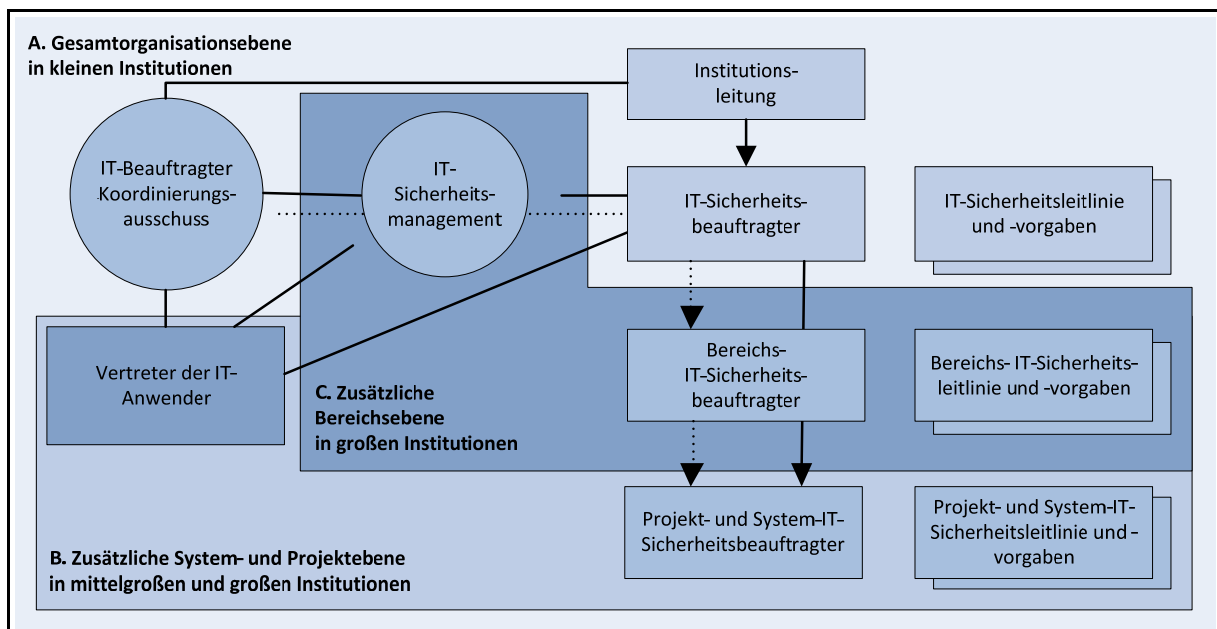 A. Gesamtorganisationsebene
in kleinen Institutionen
Institutions-
leitung
IT-Beauftragter
Koordinierungs-
ausschuss
IT-
Sicherheits-
management
IT-Sicherheits-
beauftragter
IT-Sicherheitsleitlinie
und -vorgaben
Vertreter der IT-
Anwender
C. Zusätzliche
Bereichsebene
in großen Institutionen
Bereichs-
IT-Sicherheits-
beauftragter
Bereichs- IT-Sicherheits-
leitlinie und -vorgaben
B. Zusätzliche System- und Projektebene
in mittelgroßen und großen Institutionen
Projekt- und System-IT-
Sicherheitsbeauftragter
Projekt- und System-IT-
Sicherheitsleitlinie und -
vorgaben